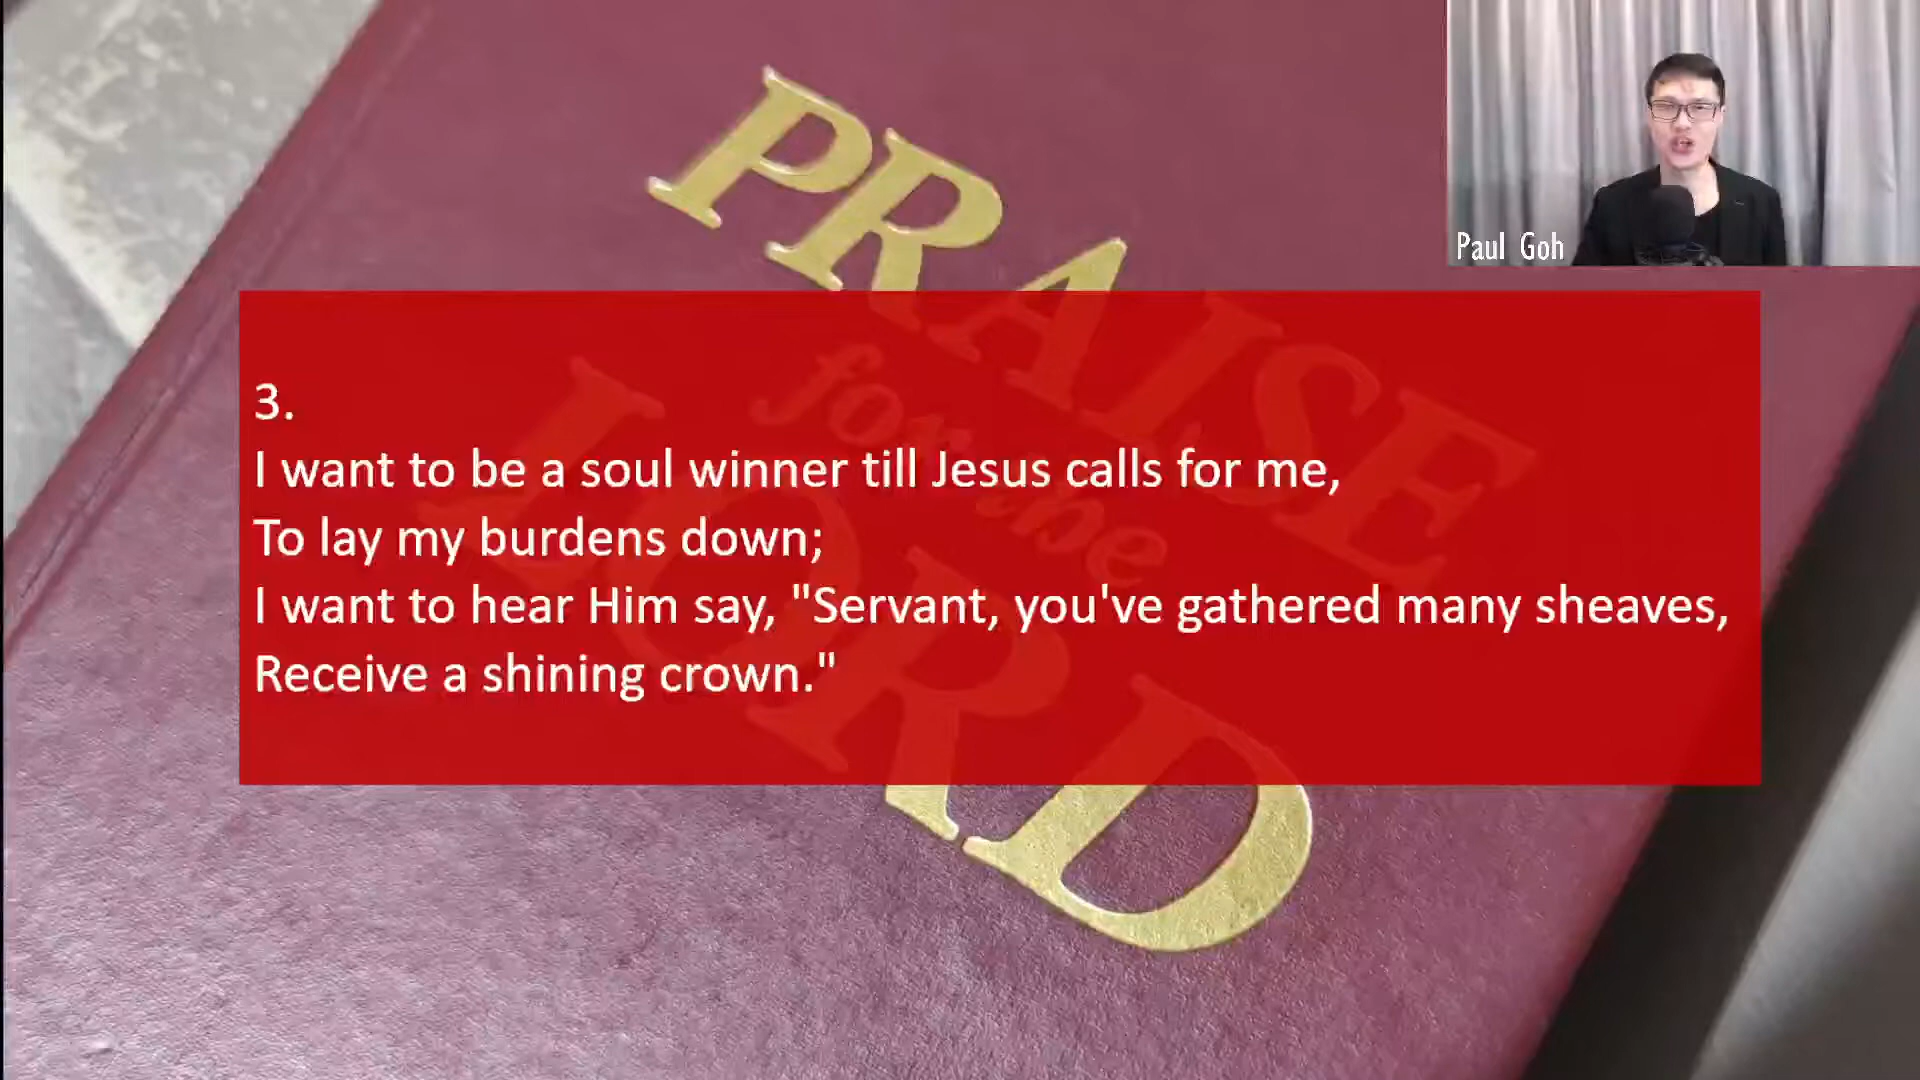 PRAISE
for the
LORD
Paul Goh
3.
I want to be a soul winner till Jesus calls for me,
To lay my burdens down;
I want to hear Him say, "Servant, you've gathered many sheaves,
Receive a shining crown."